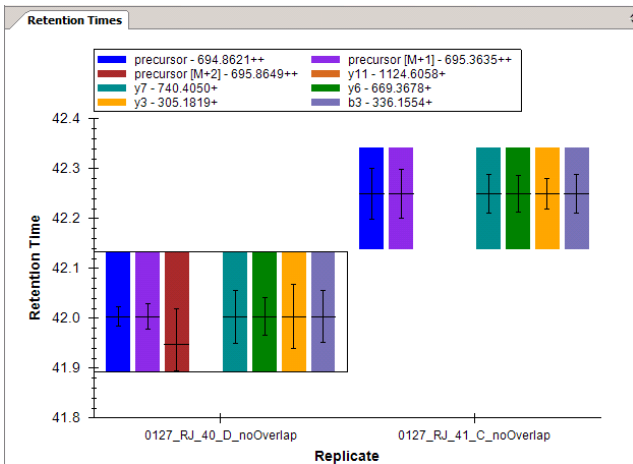 Retention Times
precursor - 694.8621++
precursor [M+1] - 695.3635++
precursor [M+2] - 695.8649++
y11 - 1124.6058+
y7 - 740.4050+
y6 - 669.3678+
y3 - 305.1819+
b3 - 336.1554+
42.4
42.3
42.2
42.1
42.0
41.9
41.8
Retention Time
0127_RJ_40_D_noOverlap
0127_RJ_41_C_noOverlap
Replicate